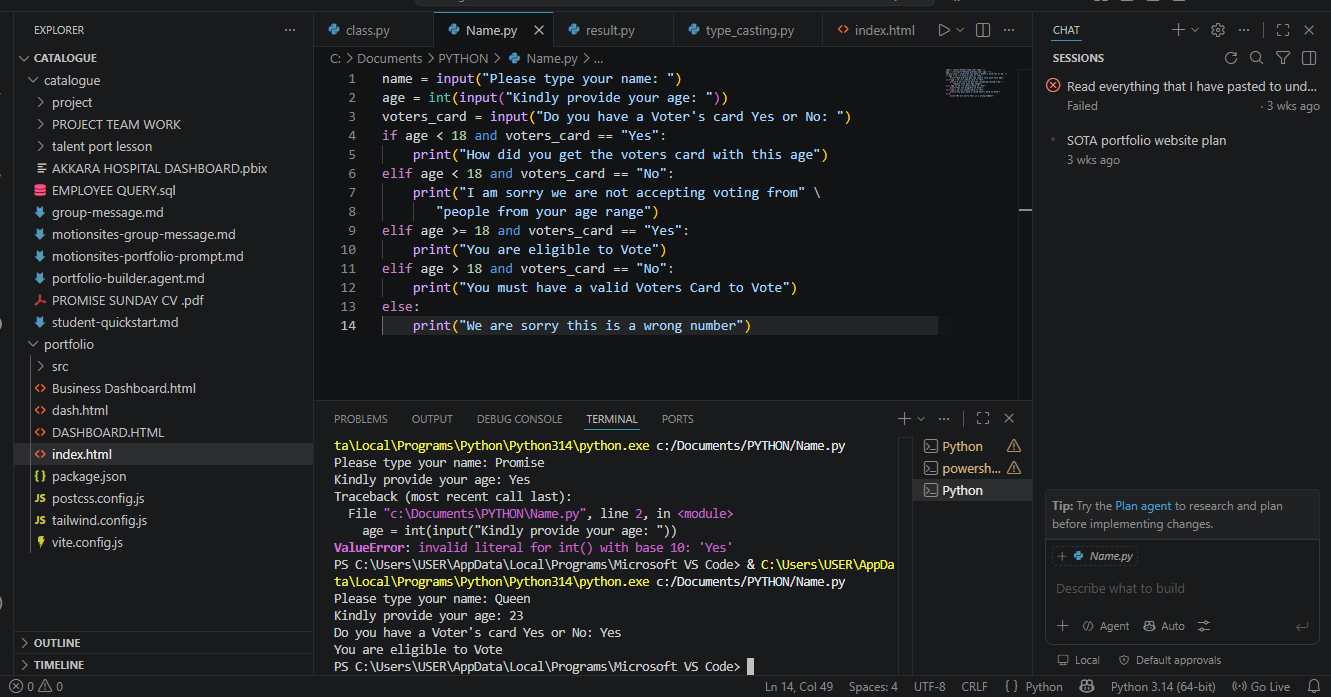 EXPLORER
CATALOGUE
catalogue
project
PROJECT TEAM WORK
talent port lesson
AKKARA HOSPITAL DASHBOARD.pbix
EMPLOYEE QUERY.sql
group-message.md
motionsites-group-message.md
motionsites-portfolio-prompt.md
portfolio-builder.agent.md
PROMISE SUNDAY CV .pdf
student-quickstart.md
portfolio
src
Business Dashboard.html
dash.html
DASHBOARD.HTML
index.html
package.json
postcss.config.js
tailwind.config.js
vite.config.js
OUTLINE
TIMELINE
class.py
Name.py
result.py
type_casting.py
index.html
C: > Documents > PYTHON > Name.py > ...
1 name = input("Please type your name: ")
2 age = int(input("Kindly provide your age: "))
3 voters_card = input("Do you have a Voter's card Yes or No: ")
4 if age < 18 and voters_card == "Yes":
5 print("How did you get the voters card with this age")
6 elif age < 18 and voters_card == "No":
7 print("I am sorry we are not accepting voting from" \
8 "people from your age range")
9 elif age >= 18 and voters_card == "Yes":
10 print("You are eligible to Vote")
11 elif age > 18 and voters_card == "No":
12 print("You must have a valid Voters Card to Vote")
13 else:
14 print("We are sorry this is a wrong number")
PROBLEMS OUTPUT DEBUG CONSOLE TERMINAL PORTS
ta\Local\Programs\Python\Python314\python.exe c:/Documents/PYTHON/Name.py
Please type your name: Promise
Kindly provide your age: Yes
Traceback (most recent call last):
File "c:\Documents\PYTHON\Name.py", line 2, in <module>
age = int(input("Kindly provide your age: "))
ValueError: invalid literal for int() with base 10: 'Yes'
PS C:\Users\USER\AppData\Local\Programs\Microsoft VS Code> & C:\Users\USER\AppDa
ta\Local\Programs\Python\Python314\python.exe c:/Documents/PYTHON/Name.py
Please type your name: Queen
Kindly provide your age: 23
Do you have a Voter's card Yes or No: Yes
You are eligible to Vote
PS C:\Users\USER\AppData\Local\Programs\Microsoft VS Code>
Python
powersh...
Python
CHAT
SESSIONS
Read everything that I have pasted to und...
Failed · 3 wks ago
SOTA portfolio website plan
3 wks ago
Tip: Try the Plan agent to research and plan
before implementing changes.
Name.py
Describe what to build
Agent Auto
Local Default approvals
0 0 Ln 14, Col 49 Spaces: 4 UTF-8 CRLF { } Python Python 3.14 (64-bit) Go Live